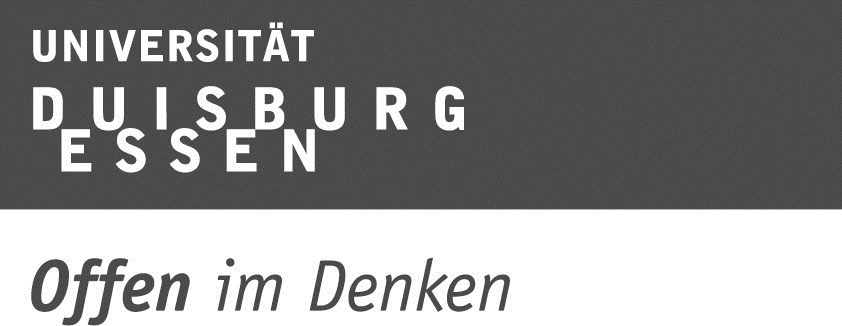 UNIVERSITÄT
DUISBURG
ESSEN
Offen im Denken